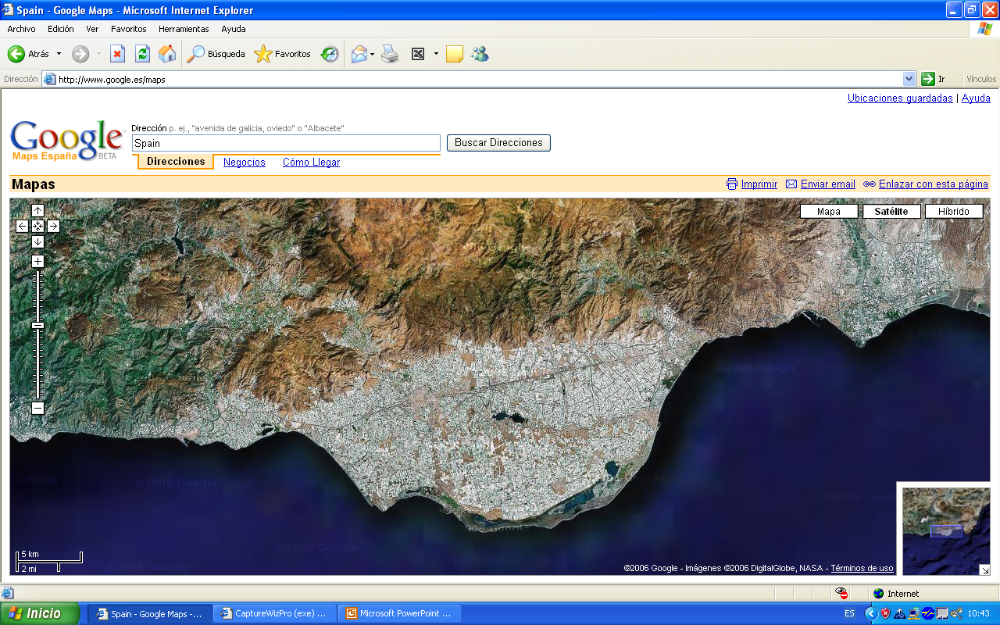 Spain - Google Maps - Microsoft Internet Explorer
Archivo Edición Ver Favoritos Herramientas Ayuda
Atrás Búsqueda Favoritos
Dirección http://www.google.es/maps Ir Vínculos
Ubicaciones guardadas | Ayuda
Google
Maps España BETA
Dirección p. ej., "avenida de galicia, oviedo" o "Albacete"
Spain Buscar Direcciones
Direcciones Negocios Cómo Llegar
Mapas Imprimir Enviar email Enlazar con esta página
Mapa Satélite Híbrido
©2006 Google
©2006 Google
Google
©2006 Google
©2006 Google
©2006 Google
©2006 Google
5 km
2 mi
©2006 Google - Imágenes ©2006 DigitalGlobe, NASA - Términos de uso
Internet
Inicio Spain - Google Maps -... CaptureWizPro (exe) ... Microsoft PowerPoint ... ES 10:43